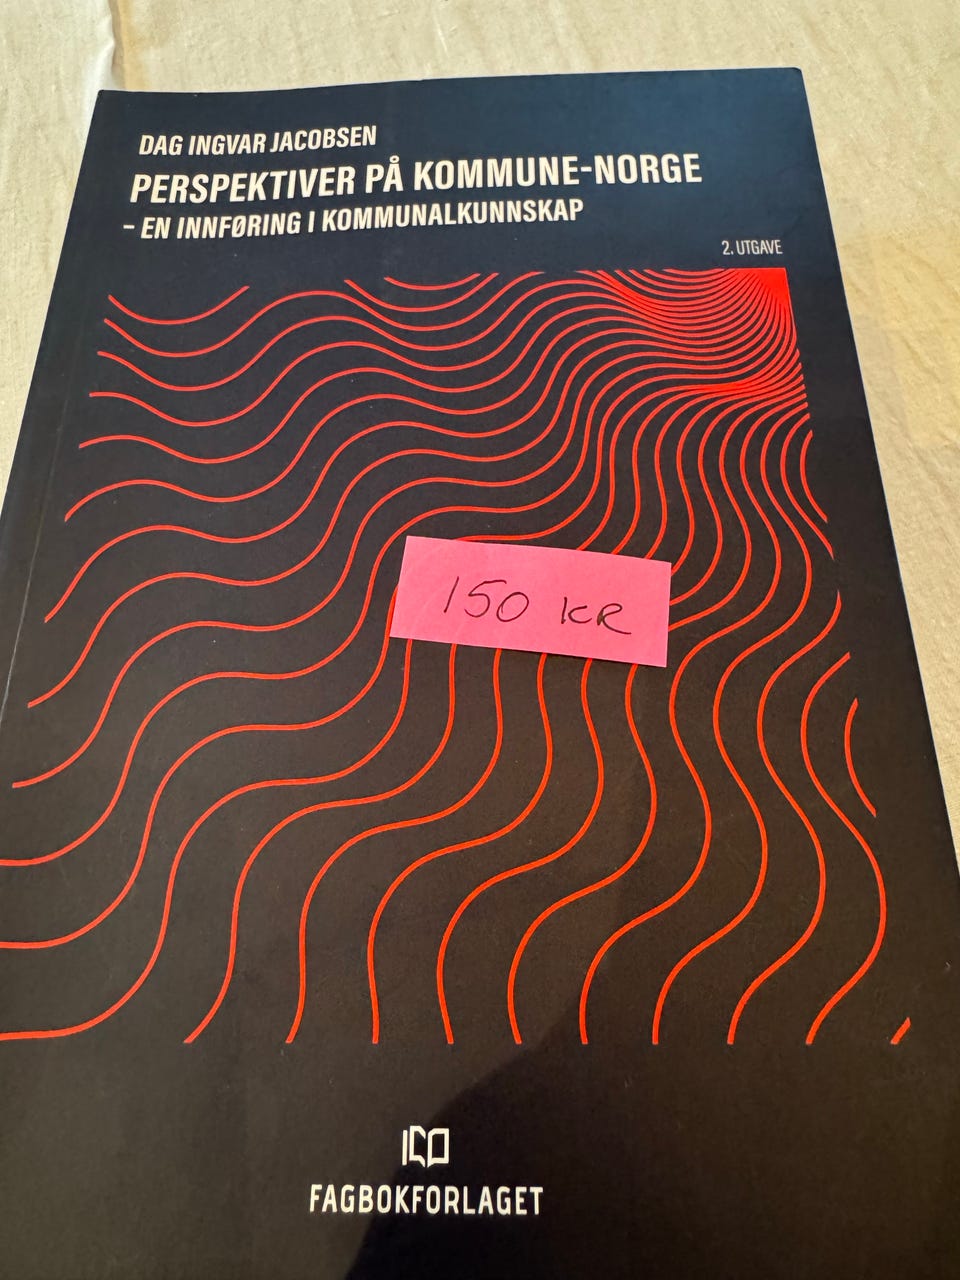 DAG INGVAR JACOBSEN
PERSPEKTIVER PÅ KOMMUNE-NORGE
– EN INNFØRING I KOMMUNALKUNNSKAP
2. UTGAVE
150 KR
FAGBOKFORLAGET